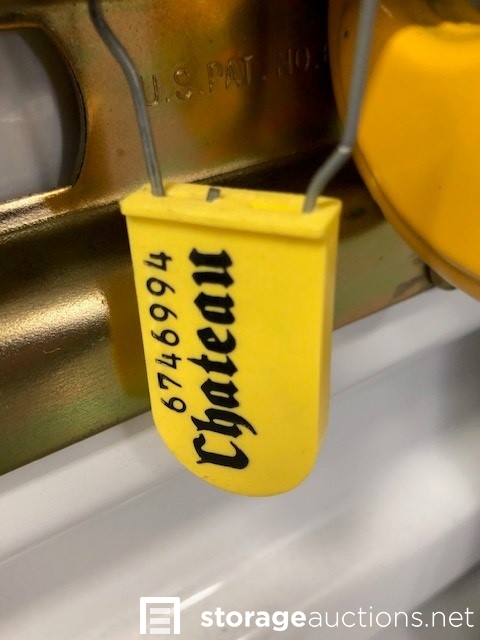 U.S. PAT. NO.
6746994
Chateau
storageauctions.net